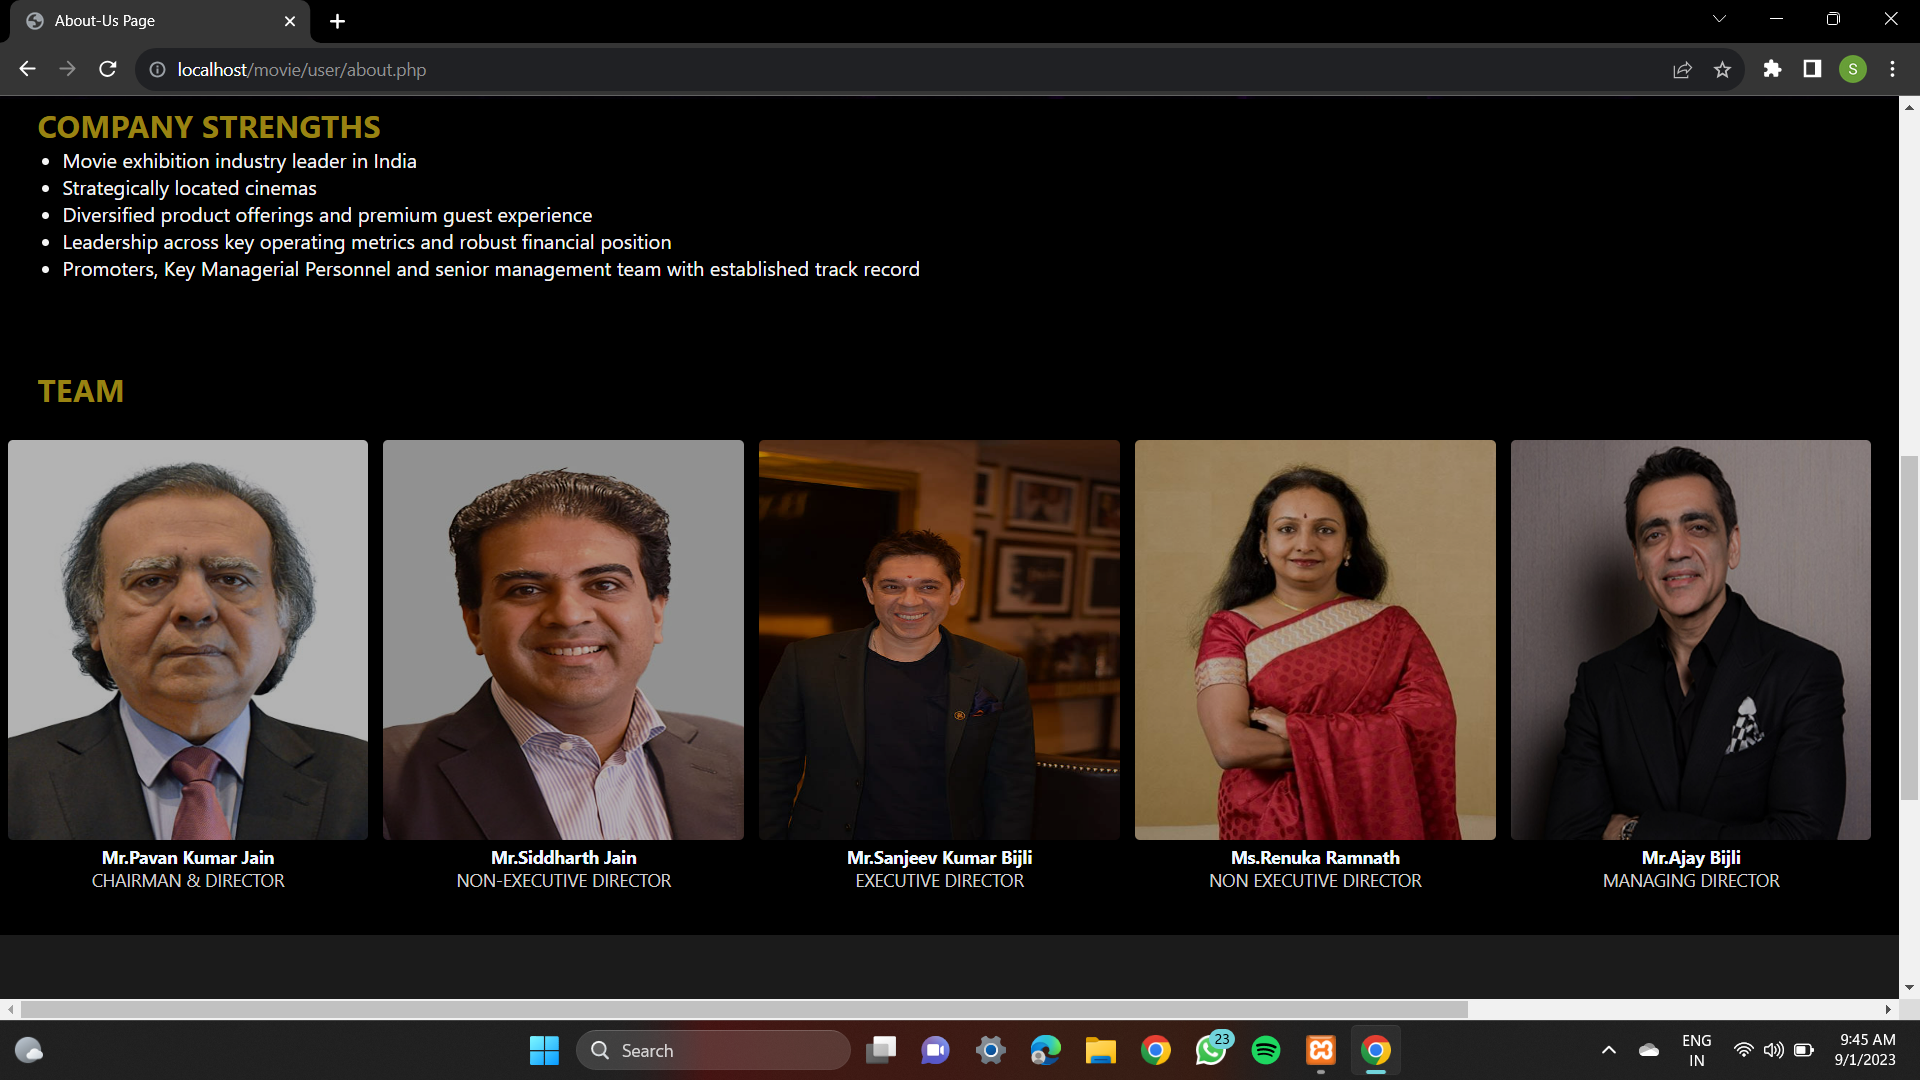 About-Us Page
localhost/movie/user/about.php
S
COMPANY STRENGTHS
Movie exhibition industry leader in India
Strategically located cinemas
Diversified product offerings and premium guest experience
Leadership across key operating metrics and robust financial position
Promoters, Key Managerial Personnel and senior management team with established track record
TEAM
Mr.Pavan Kumar Jain
CHAIRMAN & DIRECTOR
Mr.Siddharth Jain
NON-EXECUTIVE DIRECTOR
Mr.Sanjeev Kumar Bijli
EXECUTIVE DIRECTOR
Ms.Renuka Ramnath
NON EXECUTIVE DIRECTOR
Mr.Ajay Bijli
MANAGING DIRECTOR
Search
23
ENG
IN
9:45 AM
9/1/2023